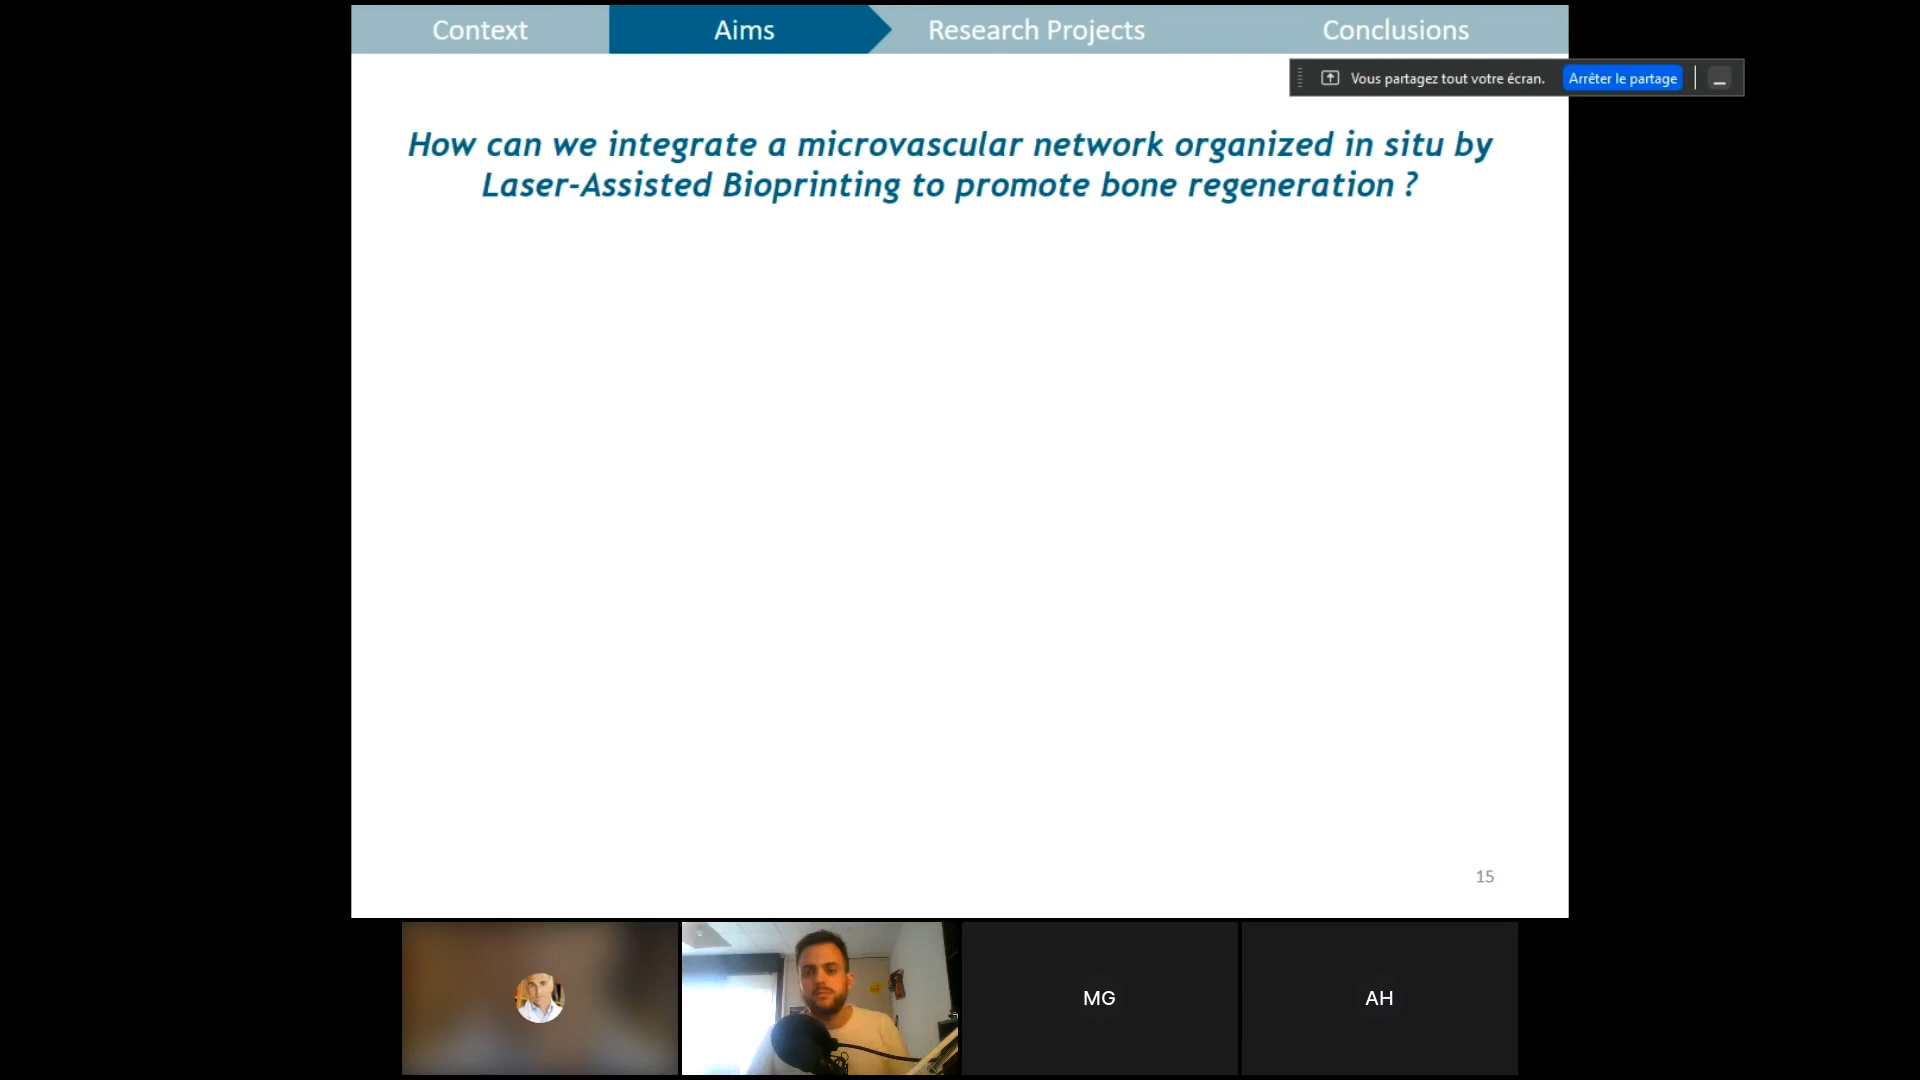 Context Aims Research Projects Conclusions
Vous partagez tout votre écran. Arrêter le partage
How can we integrate a microvascular network organized in situ by
Laser-Assisted Bioprinting to promote bone regeneration ?
15
MG AH